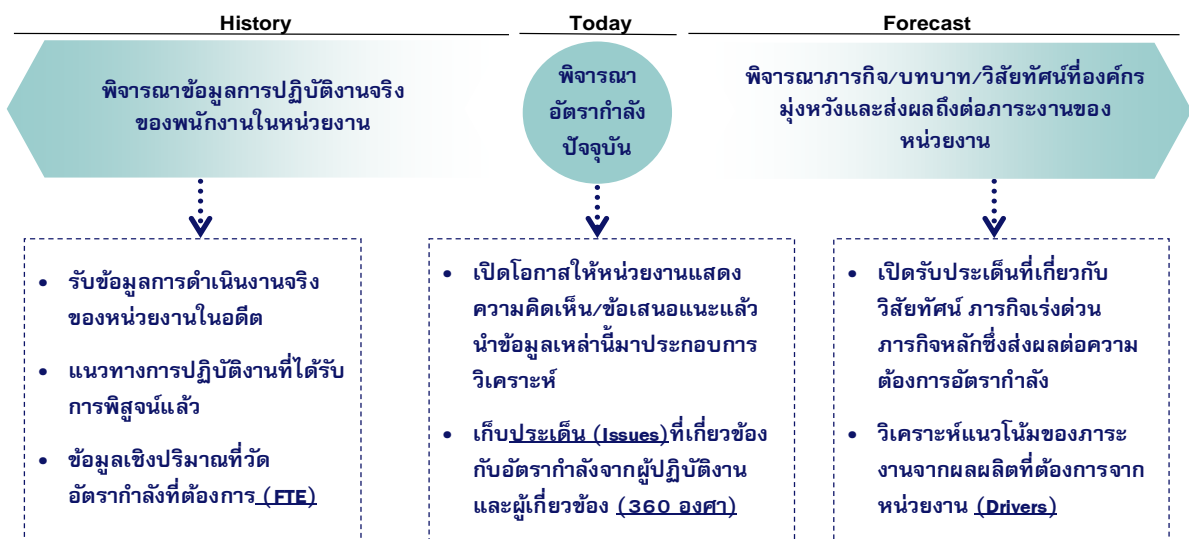 History
Today
Forecast
พิจารณาข้อมูลการปฏิบัติงานจริง
ของพนักงานในหน่วยงาน
พิจารณา
อัตรากำลัง
ปัจจุบัน
พิจารณาภารกิจ/บทบาท/วิสัยทัศน์ที่องค์กร
มุ่งหวังและส่งผลถึงต่อภาระงานของ
หน่วยงาน
• รับข้อมูลการดำเนินงานจริง
ของหน่วยงานในอดีต
• แนวทางการปฏิบัติงานที่ได้รับ
การพิสูจน์แล้ว
• ข้อมูลเชิงปริมาณที่วัด
อัตรากำลังที่ต้องการ (FTE)
• เปิดโอกาสให้หน่วยงานแสดง
ความคิดเห็น/ข้อเสนอแนะแล้ว
นำข้อมูลเหล่านี้มาประกอบการ
วิเคราะห์
• เก็บประเด็น (Issues)ที่เกี่ยวข้อง
กับอัตรากำลังจากผู้ปฏิบัติงาน
และผู้เกี่ยวข้อง (360 องศา)
• เปิดรับประเด็นที่เกี่ยวกับ
วิสัยทัศน์ ภารกิจเร่งด่วน
ภารกิจหลักซึ่งส่งผลต่อความ
ต้องการอัตรากำลัง
• วิเคราะห์แนวโน้มของภาระ
งานจากผลผลิตที่ต้องการจาก
หน่วยงาน (Drivers)